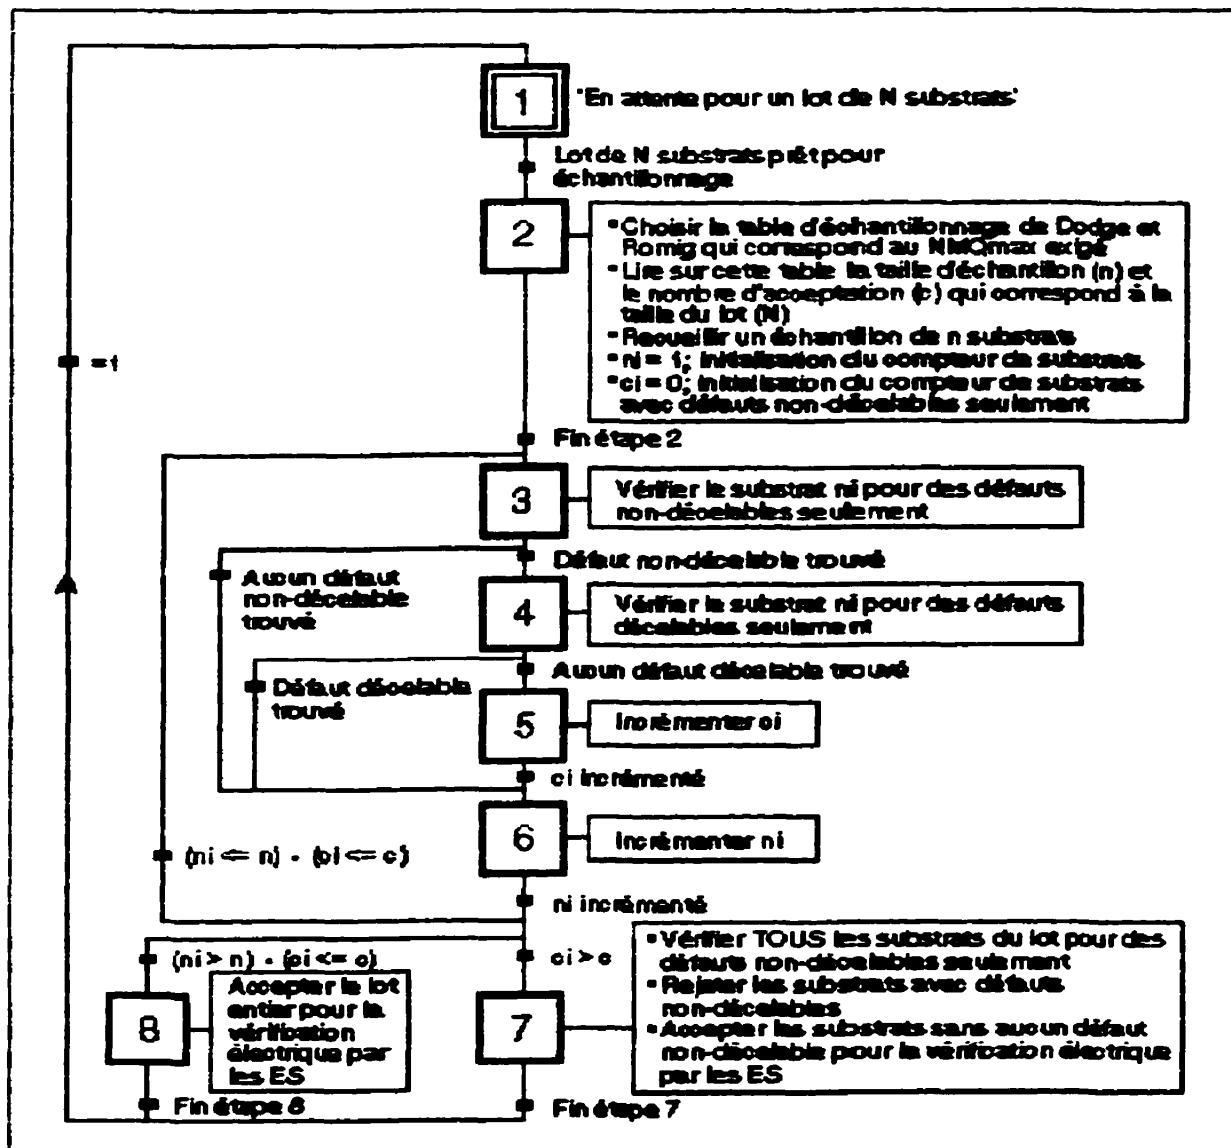 1
"En attente pour un lot de N substrats"
Lot de N substrats prêt pour
échantillonnage
2
• Choisir la table d'échantillonnage de Dodge et
Romig qui correspond au NMQmax exigé
• Lire sur cette table la taille d'échantillon (n) et
le nombre d'acceptation (c) qui correspond à la
taille du lot (N)
• Recueillir un échantillon de n substrats
• ni = 1; initialisation du compteur de substrats
• ci = 0; initialisation du compteur de substrats
avec défauts non-décelables seulement
= 1
Fin étape 2
3
Vérifier le substrat ni pour des défauts
non-décelables seulement
Défaut non-décelable trouvé
Aucun défaut
non-décelable
trouvé
4
Vérifier le substrat ni pour des défauts
décelables seulement
Aucun défaut décelable trouvé
Défaut décelable
trouvé
5
Incrémenter ci
ci incrémenté
6
Incrémenter ni
(ni <= n) • (ci <= c)
ni incrémenté
(ni > n) • (ci <= c)
ci > c
8
Accepter le lot
entier pour la
vérification
électrique par
les ES
7
• Vérifier TOUS les substrats du lot pour des
défauts non-décelables seulement
• Rejeter les substrats avec défauts
non-décelables
• Accepter les substrats sans aucun défaut
non-décelable pour la vérification électrique
par les ES
Fin étape 8
Fin étape 7